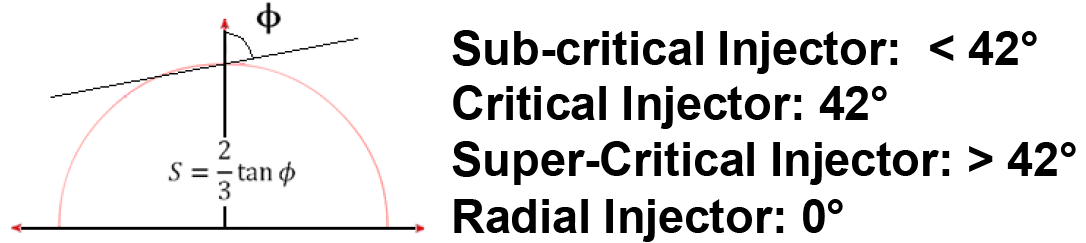 ϕ
S = 2/3 tan ϕ
Sub-critical Injector: < 42°
Critical Injector: 42°
Super-Critical Injector: > 42°
Radial Injector: 0°